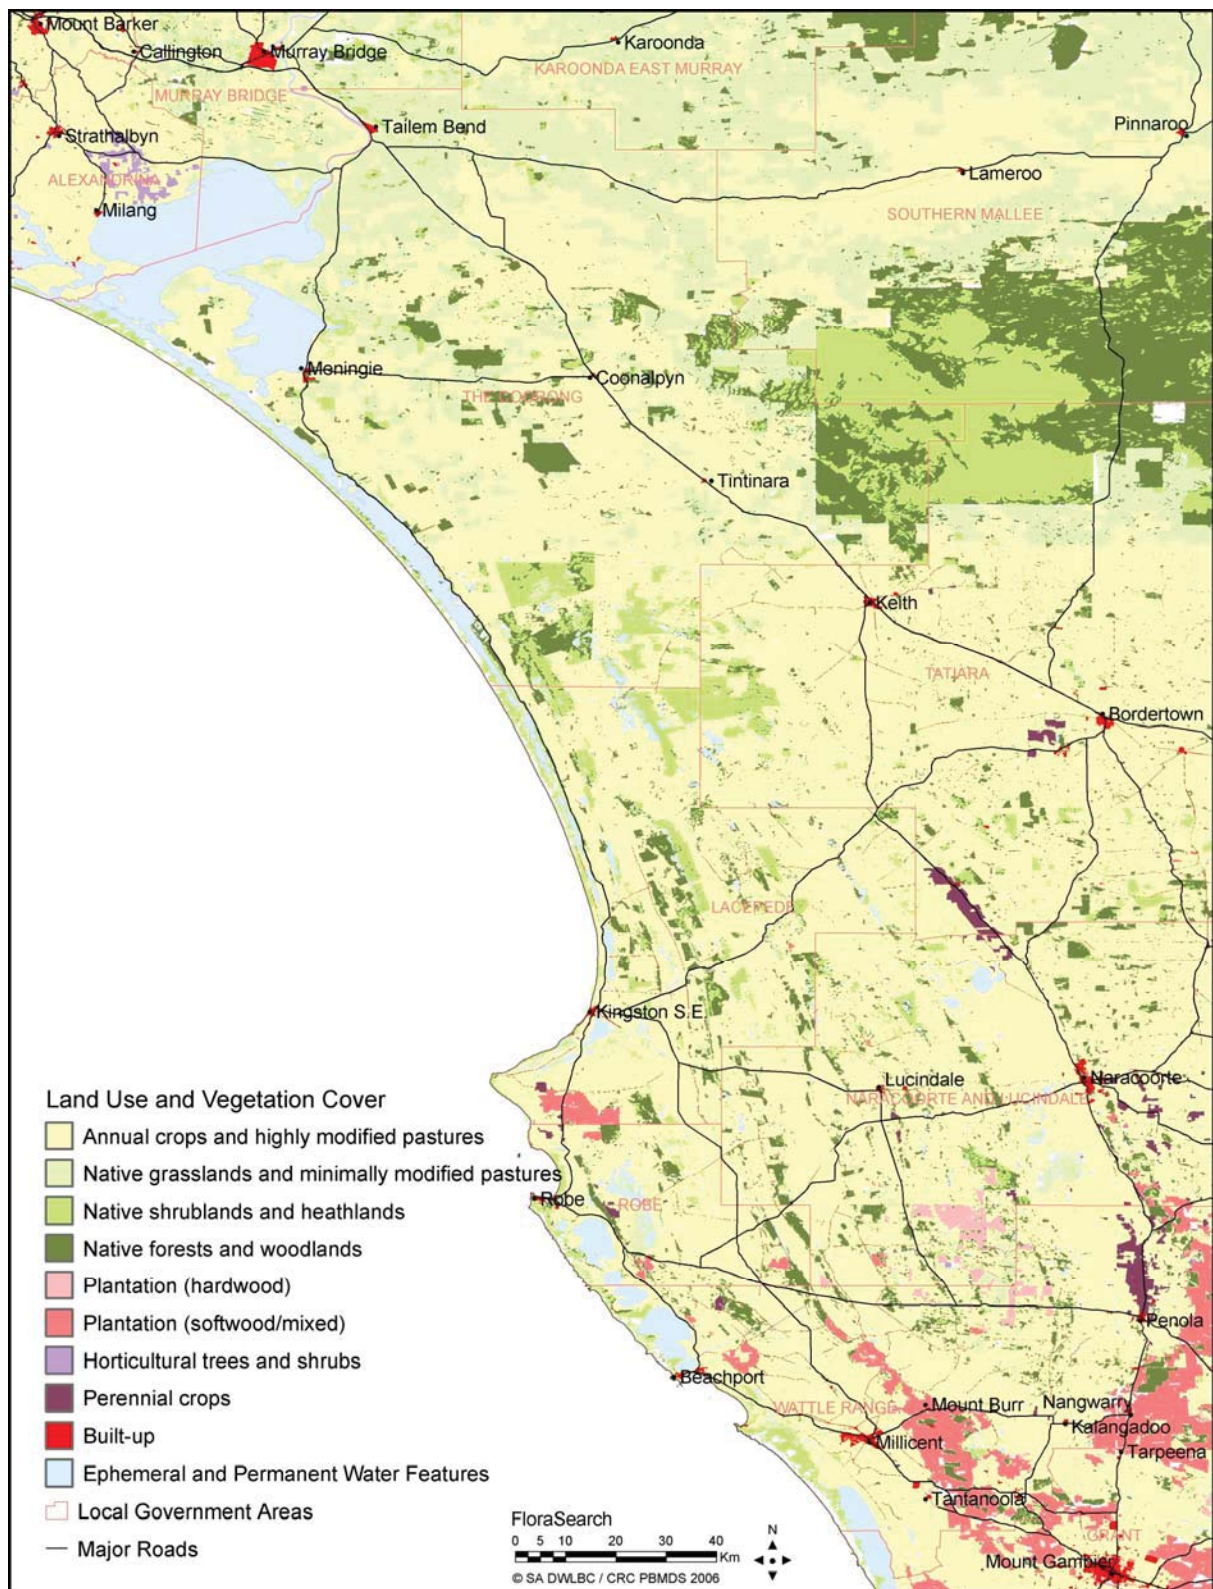 Mount Barker
Callington
Murray Bridge
Karoonda
KAROONDA EAST MURRAY
MURRAY BRIDGE
Strathalbyn
Tailem Bend
Pinnaroo
ALEXANDRINA
Lameroo
Milang
SOUTHERN MALLEE
Meningie
Coonalpyn
THE COORONG
Tintinara
Keith
TATIARA
Bordertown
LACEPEDE
Kingston S.E.
Lucindale
Naracoorte
NARACOORTE AND LUCINDALE
Robe
ROBE
Penola
Beachport
WATTLE RANGE
Mount Burr
Nangwarry
Kalangadoo
Millicent
Tarpeena
Tantanoola
GRANT
Mount Gambier
Land Use and Vegetation Cover
Annual crops and highly modified pastures
Native grasslands and minimally modified pastures
Native shrublands and heathlands
Native forests and woodlands
Plantation (hardwood)
Plantation (softwood/mixed)
Horticultural trees and shrubs
Perennial crops
Built-up
Ephemeral and Permanent Water Features
Local Government Areas
Major Roads
FloraSearch
0 5 10 20 30 40
Km
N
© SA DWLBC / CRC PBMDS 2006